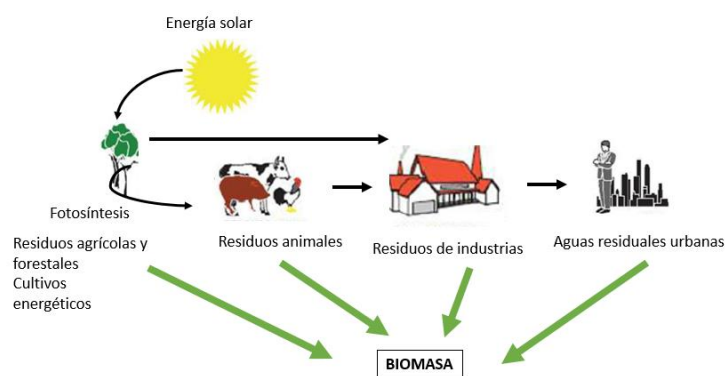 Energía solar
Fotosíntesis
Residuos agrícolas y
forestales
Cultivos
energéticos
Residuos animales
Residuos de industrias
Aguas residuales urbanas
BIOMASA